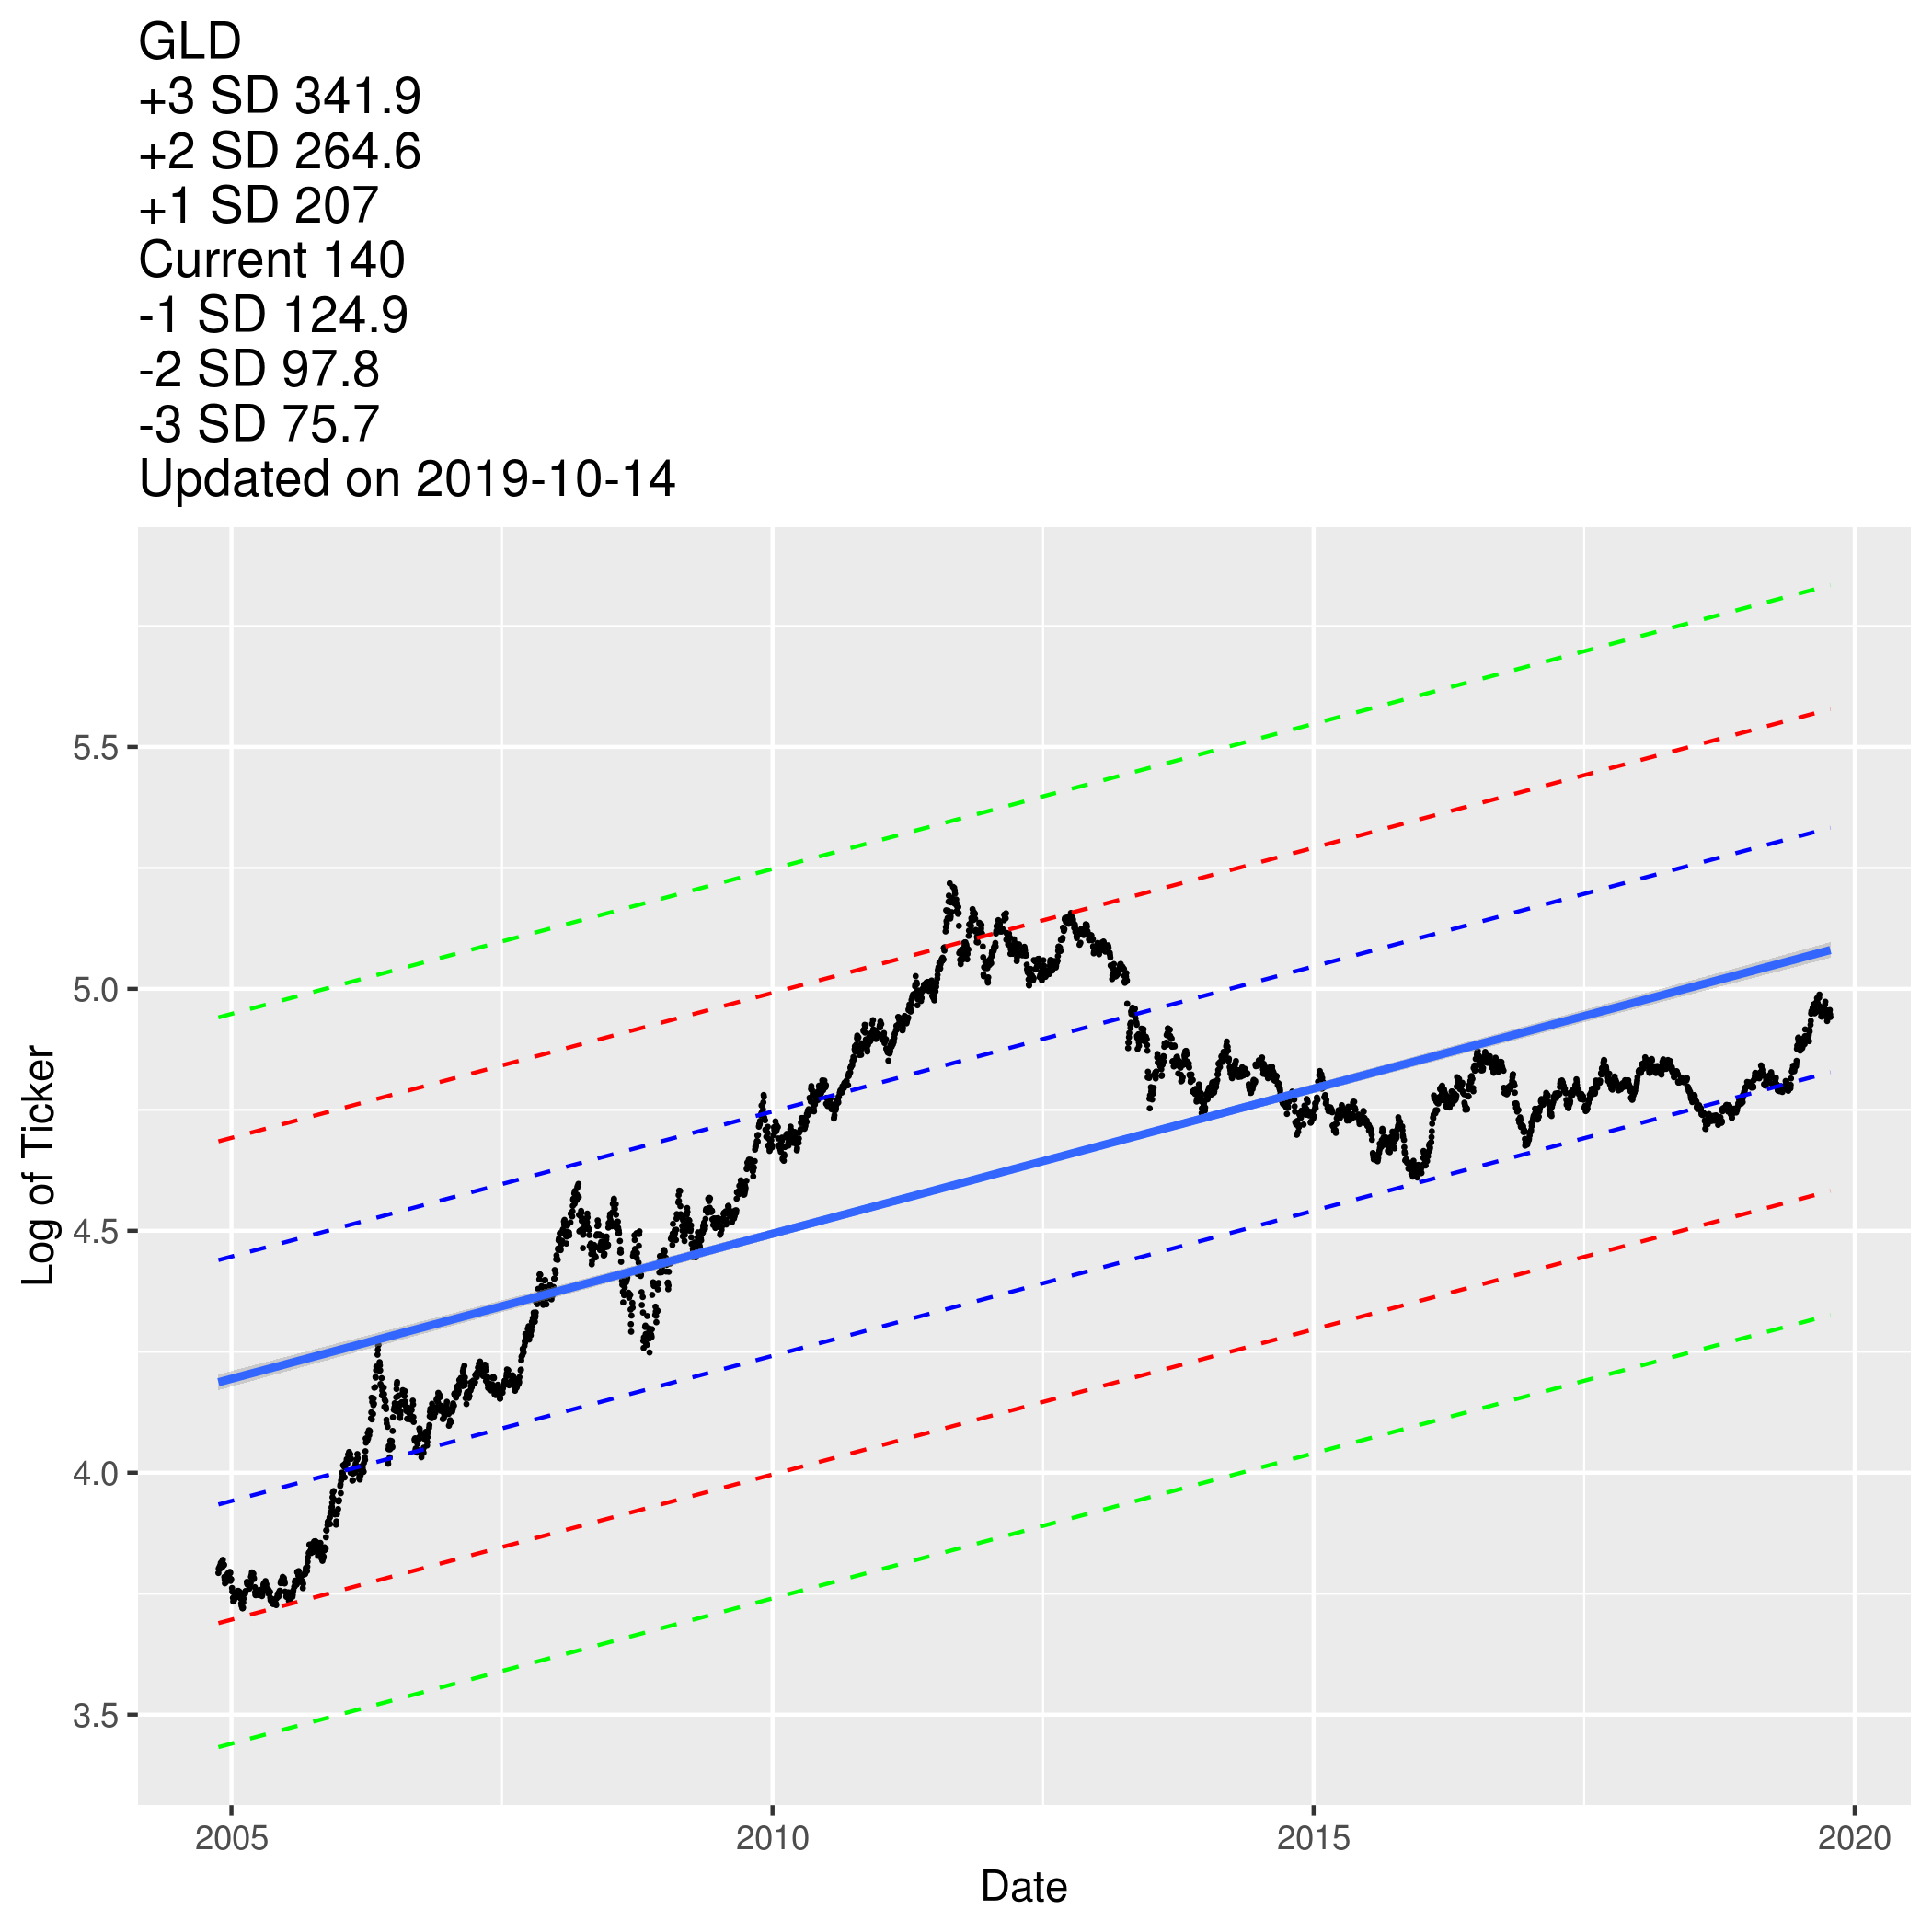 GLD
+3 SD 341.9
+2 SD 264.6
+1 SD 207
Current 140
-1 SD 124.9
-2 SD 97.8
-3 SD 75.7
Updated on 2019-10-14
5.5
5.0
4.5
4.0
3.5
Log of Ticker
2005 2010 2015 2020
Date